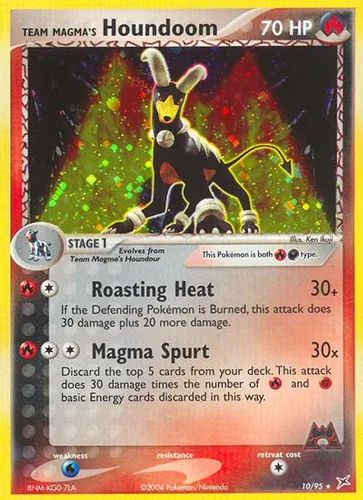 TEAM MAGMA'S Houndoom 70 HP
Illus. Ken Ikuji
STAGE 1
Evolves from
Team Magma's Houndour
This Pokémon is both type.
Roasting Heat 30+
If the Defending Pokémon is Burned, this attack does
30 damage plus 20 more damage.
Magma Spurt 30x
Discard the top 5 cards from your deck. This attack
does 30 damage times the number of and
basic Energy cards discarded in this way.
weakness resistance retreat cost
8NM-KG0-7LA ©2004 Pokémon/Nintendo 10/95 ★